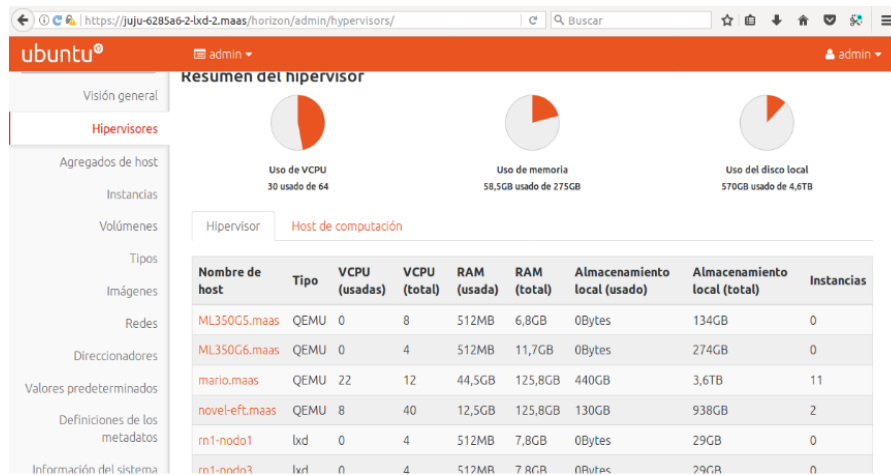 https://juju-6285a6-2-lxd-2.maas/horizon/admin/hypervisors/
Buscar
ubuntu®
admin
admin
Resumen del hipervisor
Visión general
Hipervisores
Agregados de host
Instancias
Volúmenes
Tipos
Imágenes
Redes
Direccionadores
Valores predeterminados
Definiciones de los
metadatos
Información del sistema
Uso de VCPU
30 usado de 64
Uso de memoria
58,5GB usado de 275GB
Uso del disco local
570GB usado de 4,6TB
Hipervisor Host de computación
Nombre de host Tipo VCPU (usadas) VCPU (total) RAM (usada) RAM (total) Almacenamiento local (usado) Almacenamiento local (total) Instancias
ML350G5.maas QEMU 0 8 512MB 6,8GB 0Bytes 134GB 0
ML350G6.maas QEMU 0 4 512MB 11,7GB 0Bytes 274GB 0
mario.maas QEMU 22 12 44,5GB 125,8GB 440GB 3,6TB 11
novel-eft.maas QEMU 8 40 12,5GB 125,8GB 130GB 938GB 2
rn1-nodo1 lxd 0 4 512MB 7,8GB 0Bytes 29GB 0
rn1-nodo3 lxd 0 4 512MB 7,8GB 0Bytes 29GB 0